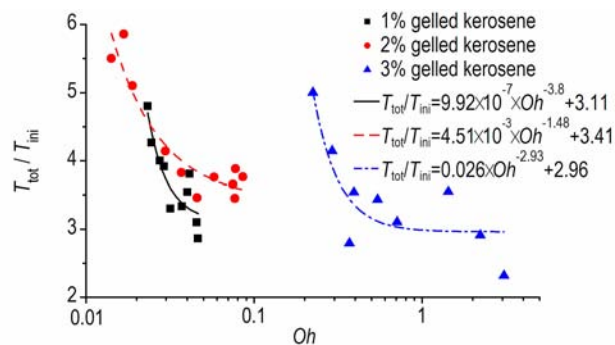 6
5
4
3
2
0.01
0.1
1
T_tot / T_ini
Oh
1% gelled kerosene
2% gelled kerosene
3% gelled kerosene
T_tot/T_ini=9.92×10^-7×Oh^-3.8+3.11
T_tot/T_ini=4.51×10^-3×Oh^-1.48+3.41
T_tot/T_ini=0.026×Oh^-2.93+2.96